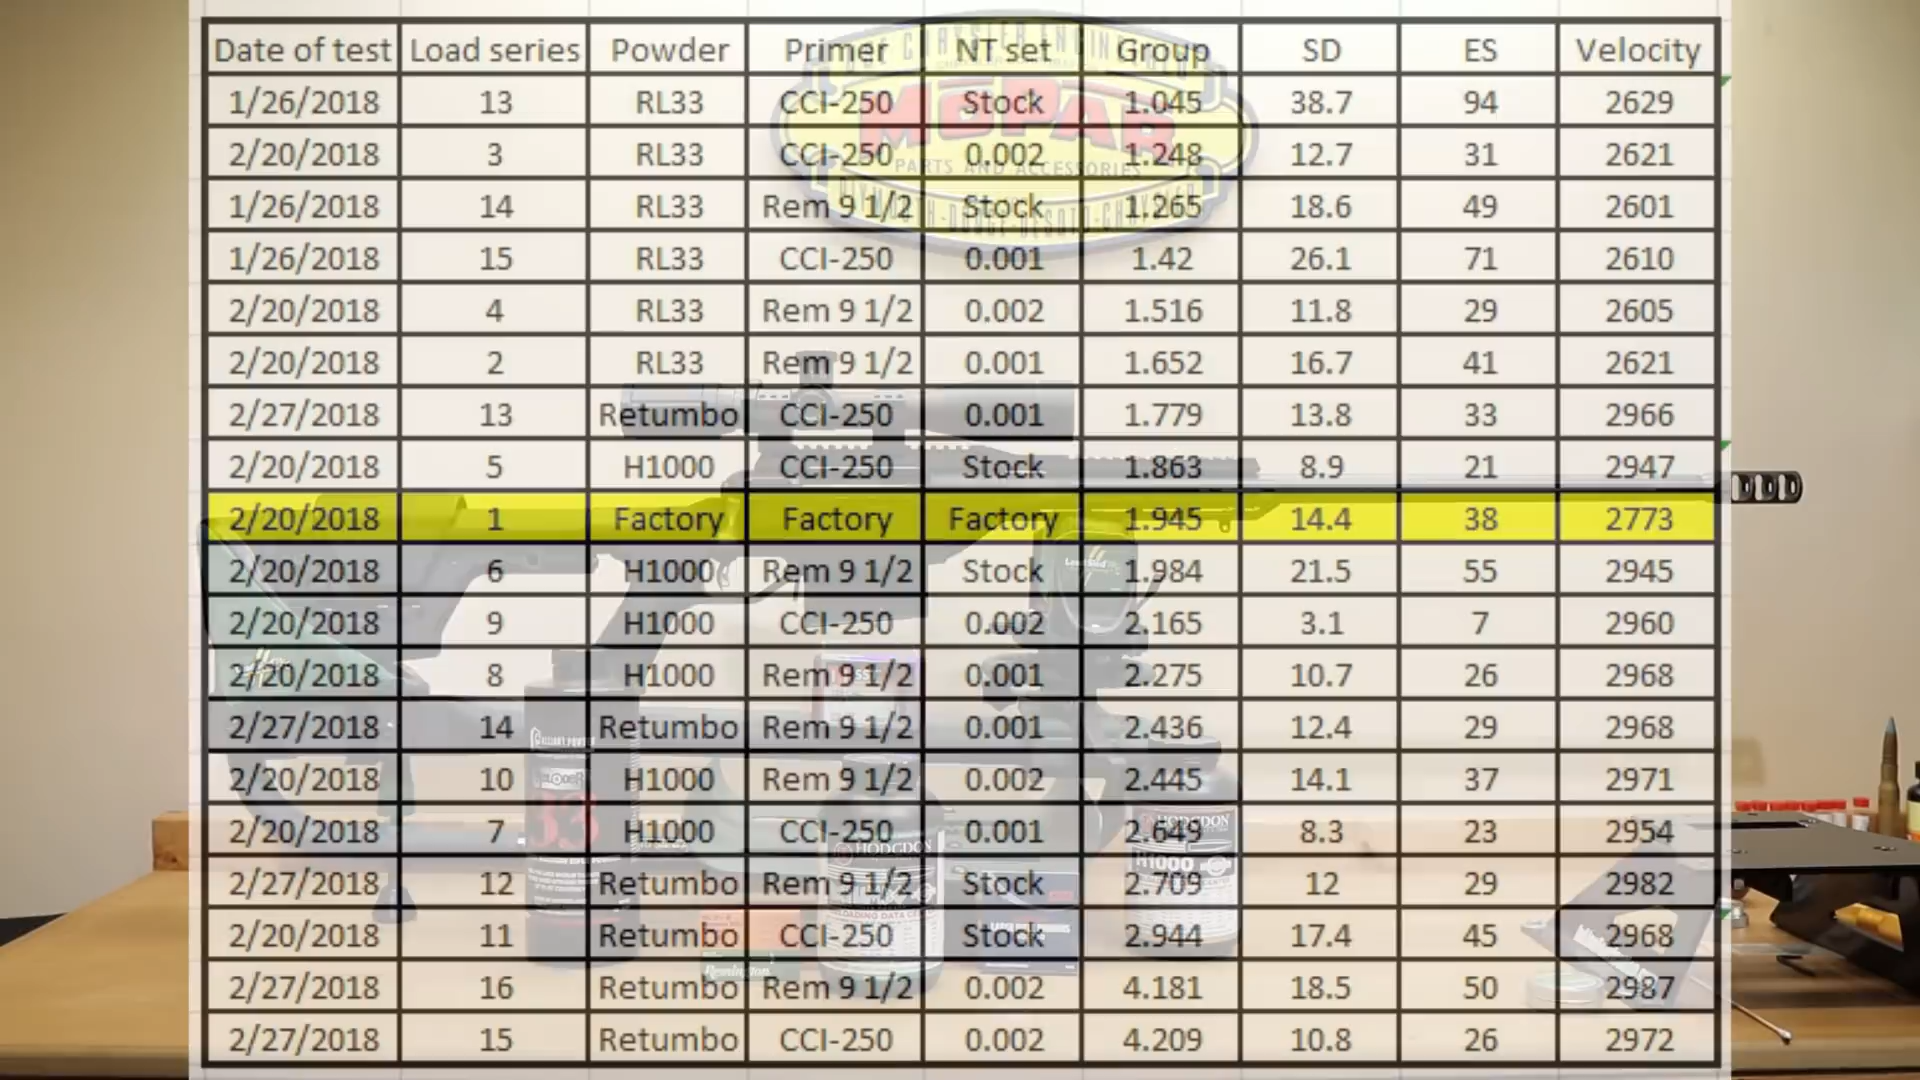 Date of test Load series Powder Primer NT set Group SD ES Velocity
1/26/2018 13 RL33 CCI-250 Stock 1.045 38.7 94 2629
2/20/2018 3 RL33 CCI-250 0.002 1.248 12.7 31 2621
1/26/2018 14 RL33 Rem 9 1/2 Stock 1.265 18.6 49 2601
1/26/2018 15 RL33 CCI-250 0.001 1.42 26.1 71 2610
2/20/2018 4 RL33 Rem 9 1/2 0.002 1.516 11.8 29 2605
2/20/2018 2 RL33 Rem 9 1/2 0.001 1.652 16.7 41 2621
2/27/2018 13 Retumbo CCI-250 0.001 1.779 13.8 33 2966
2/20/2018 5 H1000 CCI-250 Stock 1.863 8.9 21 2947
2/20/2018 1 Factory Factory Factory 1.945 14.4 38 2773
2/20/2018 6 H1000 Rem 9 1/2 Stock 1.984 21.5 55 2945
2/20/2018 9 H1000 CCI-250 0.002 2.165 3.1 7 2960
2/20/2018 8 H1000 Rem 9 1/2 0.001 2.275 10.7 26 2968
2/27/2018 14 Retumbo Rem 9 1/2 0.001 2.436 12.4 29 2968
2/20/2018 10 H1000 Rem 9 1/2 0.002 2.445 14.1 37 2971
2/20/2018 7 H1000 CCI-250 0.001 2.649 8.3 23 2954
2/27/2018 12 Retumbo Rem 9 1/2 Stock 2.709 12 29 2982
2/20/2018 11 Retumbo CCI-250 Stock 2.944 17.4 45 2968
2/27/2018 16 Retumbo Rem 9 1/2 0.002 4.181 18.5 50 2987
2/27/2018 15 Retumbo CCI-250 0.002 4.209 10.8 26 2972
MOPAR
PARTS AND ACCESSORIES
33
HODGDON
HODGDON
H1000
Remington